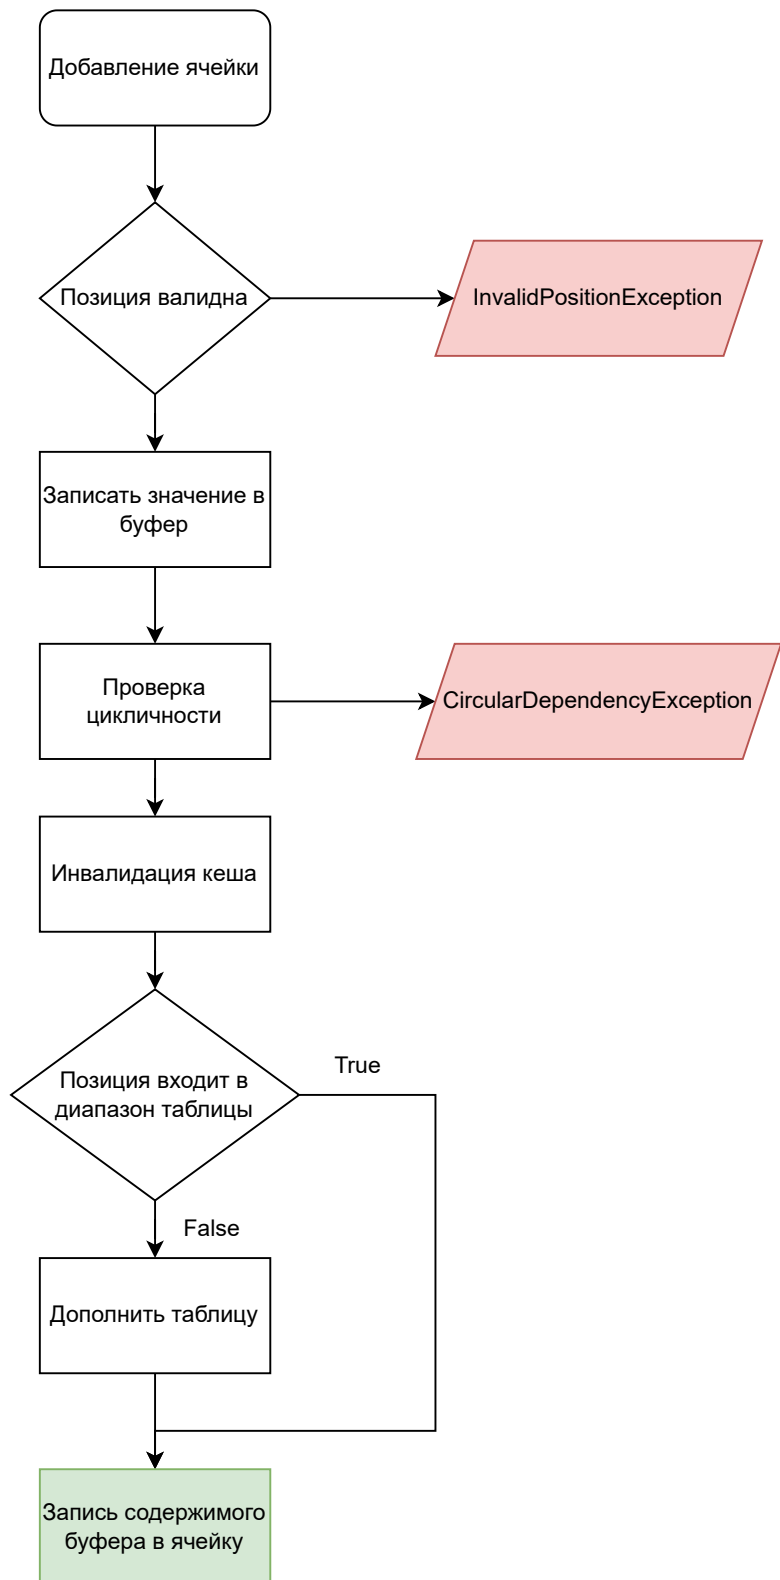 Добавление ячейки
Позиция валидна
InvalidPositionException
Записать значение в
буфер
Проверка
цикличности
CircularDependencyException
Инвалидация кеша
Позиция входит в
диапазон таблицы
True
False
Дополнить таблицу
Запись содержимого
буфера в ячейку